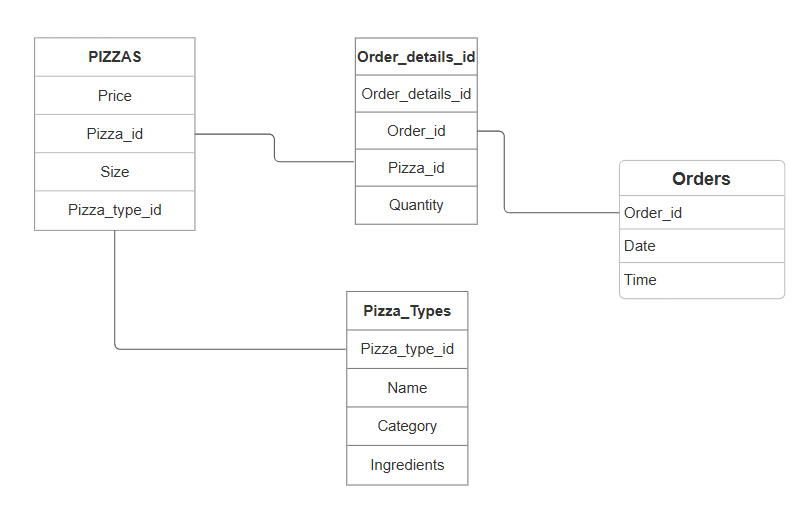 PIZZAS
Price
Pizza_id
Size
Pizza_type_id
Order_details_id
Order_details_id
Order_id
Pizza_id
Quantity
Orders
Order_id
Date
Time
Pizza_Types
Pizza_type_id
Name
Category
Ingredients